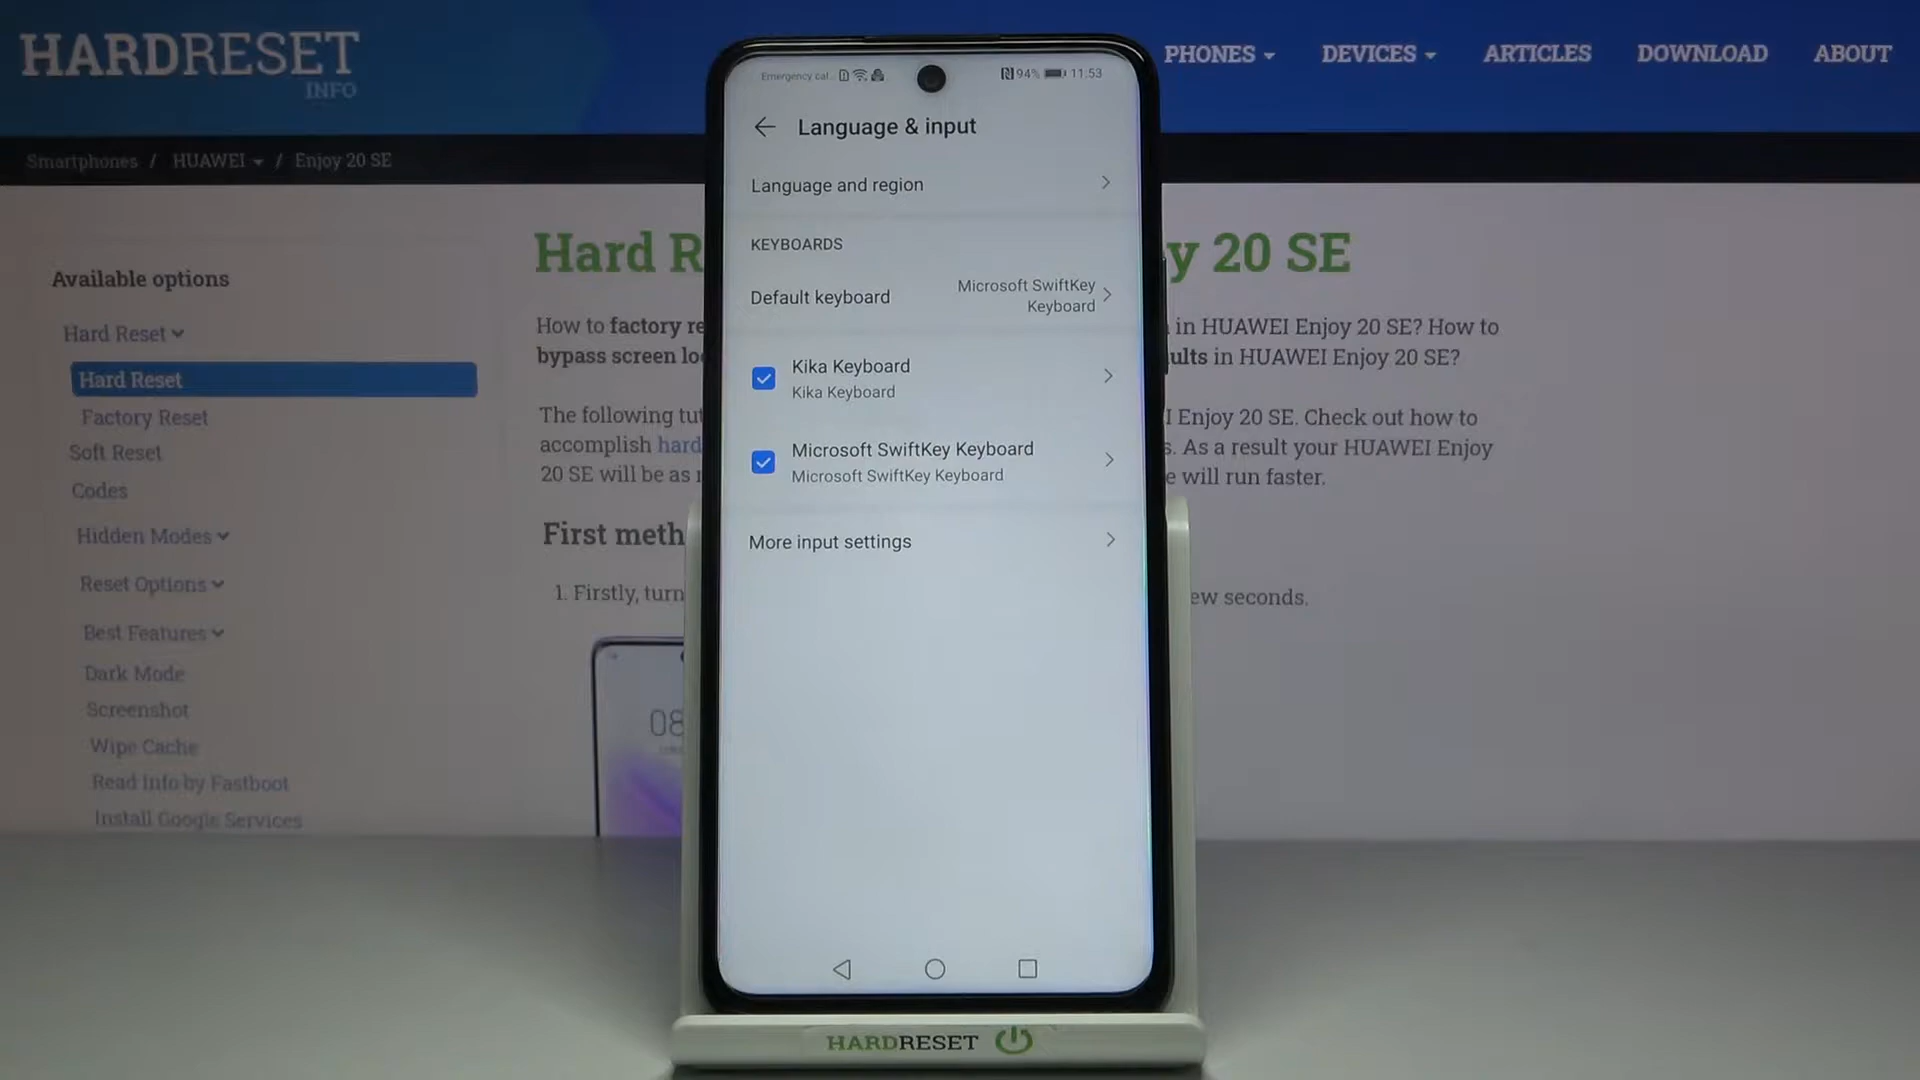 HARDRESET
INFO
PHONES
DEVICES
ARTICLES
DOWNLOAD
ABOUT
Smartphones / HUAWEI / Enjoy 20 SE
Available options
Hard Reset
Hard Reset
Factory Reset
Soft Reset
Codes
Hidden Modes
Reset Options
Best Features
Dark Mode
Screenshot
Wipe Cache
Read Info by Fastboot
Install Google Services
Hard R
y 20 SE
How to factory re
in HUAWEI Enjoy 20 SE? How to
bypass screen lo
ults in HUAWEI Enjoy 20 SE?
The following tut
I Enjoy 20 SE. Check out how to
accomplish hard
s. As a result your HUAWEI Enjoy
20 SE will be as
e will run faster.
First meth
1. Firstly, turn
ew seconds.
08
Emergency cal...
94%
11:53
Language & input
Language and region
KEYBOARDS
Default keyboard
Microsoft SwiftKey
Keyboard
Kika Keyboard
Kika Keyboard
Microsoft SwiftKey Keyboard
Microsoft SwiftKey Keyboard
More input settings
HARDRESET